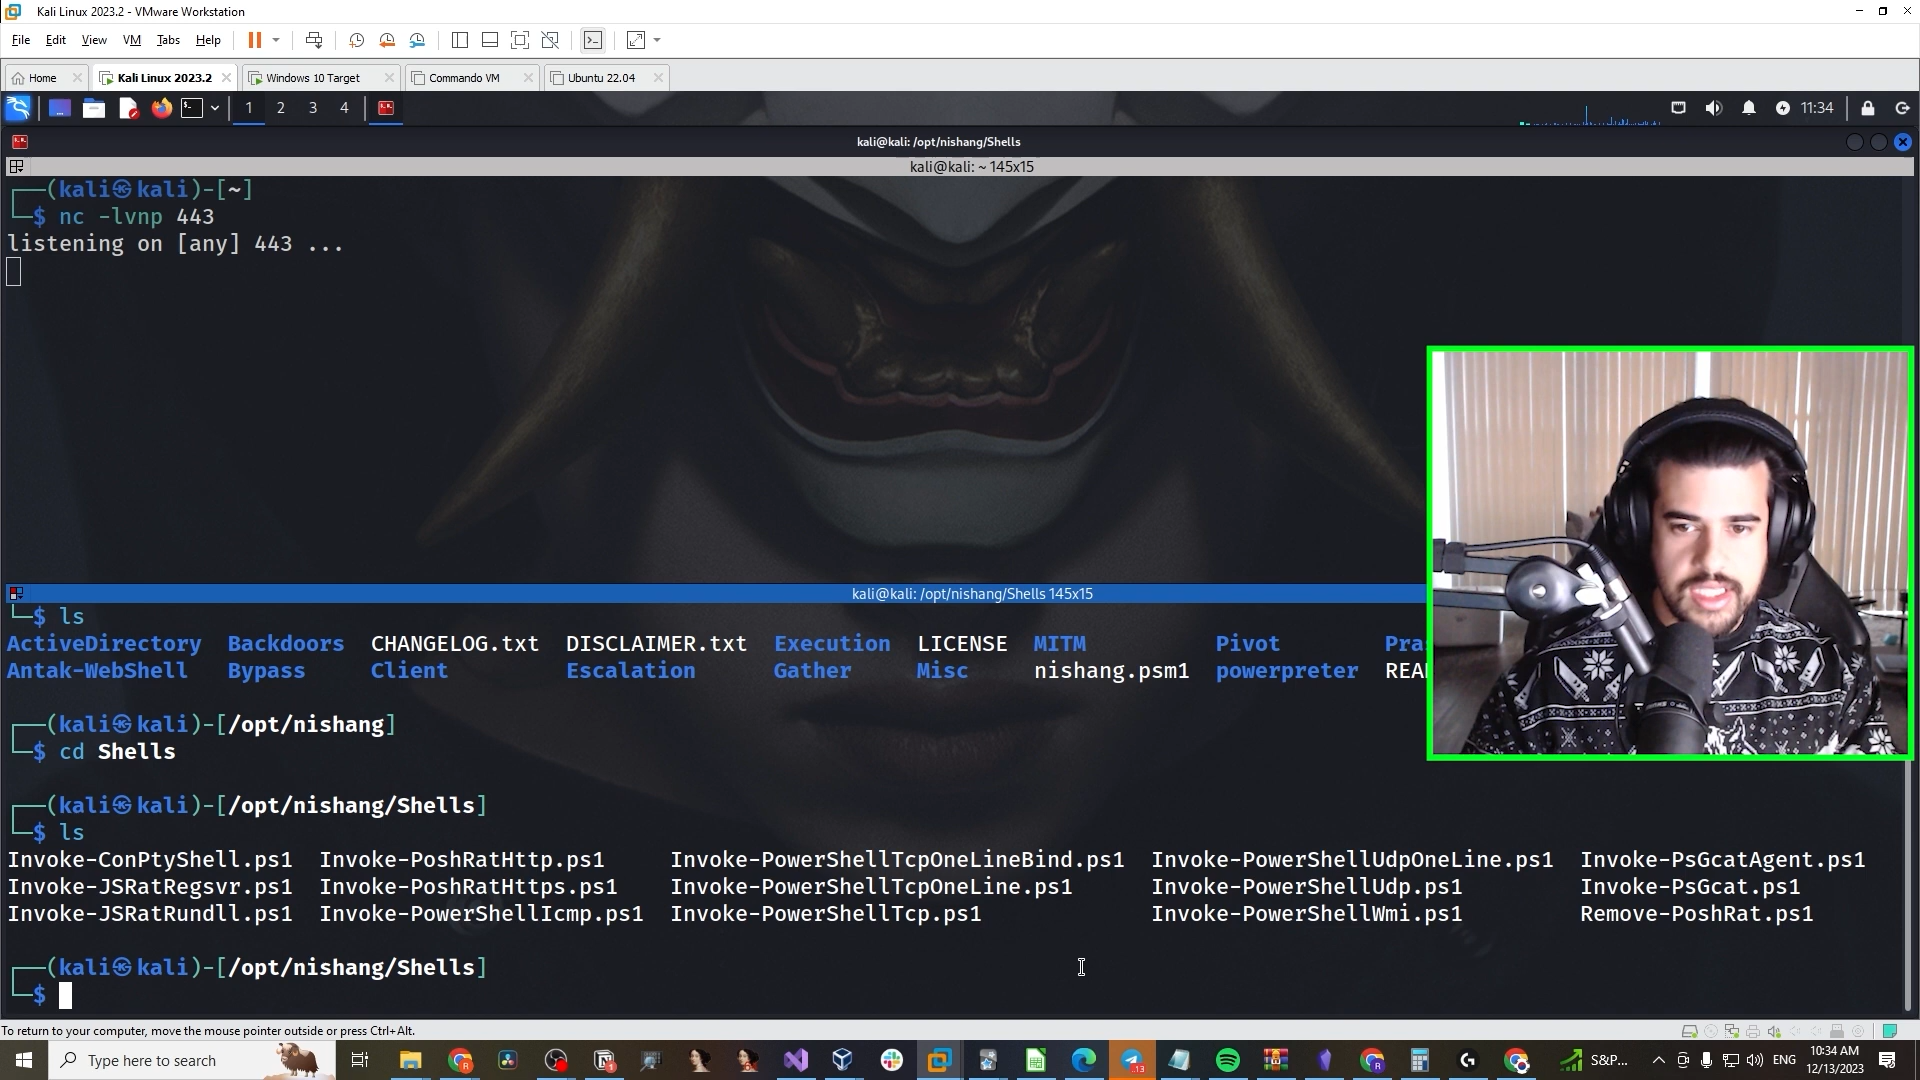 Kali Linux 2023.2 - VMware Workstation
File Edit View VM Tabs Help
Home Kali Linux 2023.2 Windows 10 Target Commando VM Ubuntu 22.04
1 2 3 4 11:34
kali@kali: /opt/nishang/Shells
kali@kali: ~ 145x15
┌──(kali㉿kali)-[~]
└─$ nc -lvnp 443
listening on [any] 443 ...
kali@kali: /opt/nishang/Shells 145x15
└─$ ls
ActiveDirectory Backdoors CHANGELOG.txt DISCLAIMER.txt Execution LICENSE MITM Pivot Pra
Antak-WebShell Bypass Client Escalation Gather Misc nishang.psm1 powerpreter REA
┌──(kali㉿kali)-[/opt/nishang]
└─$ cd Shells
┌──(kali㉿kali)-[/opt/nishang/Shells]
└─$ ls
Invoke-ConPtyShell.ps1 Invoke-PoshRatHttp.ps1 Invoke-PowerShellTcpOneLineBind.ps1 Invoke-PowerShellUdpOneLine.ps1 Invoke-PsGcatAgent.ps1
Invoke-JSRatRegsvr.ps1 Invoke-PoshRatHttps.ps1 Invoke-PowerShellTcpOneLine.ps1 Invoke-PowerShellUdp.ps1 Invoke-PsGcat.ps1
Invoke-JSRatRundll.ps1 Invoke-PowerShellIcmp.ps1 Invoke-PowerShellTcp.ps1 Invoke-PowerShellWmi.ps1 Remove-PoshRat.ps1
┌──(kali㉿kali)-[/opt/nishang/Shells]
└─$
To return to your computer, move the mouse pointer outside or press Ctrl+Alt.
Type here to search S&P... ENG 10:34 AM
12/13/2023